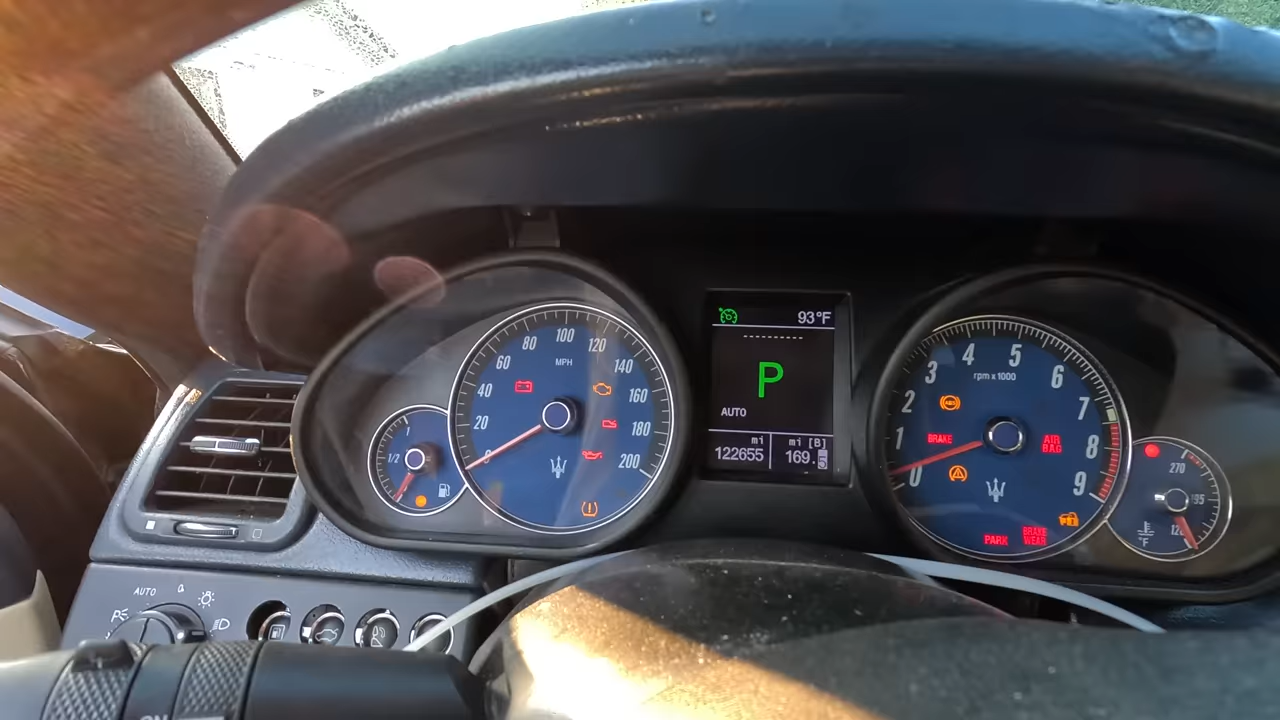 1
1/2
0
20
40
60
80
100
120
140
160
180
200
MPH
93°F
P
AUTO
mi
122655
mi [B]
169.
0
1
2
3
4
5
6
7
8
9
rpm x 1000
ABS
BRAKE
AIR
BAG
PARK
BRAKE
WEAR
270
195
°F
AUTO